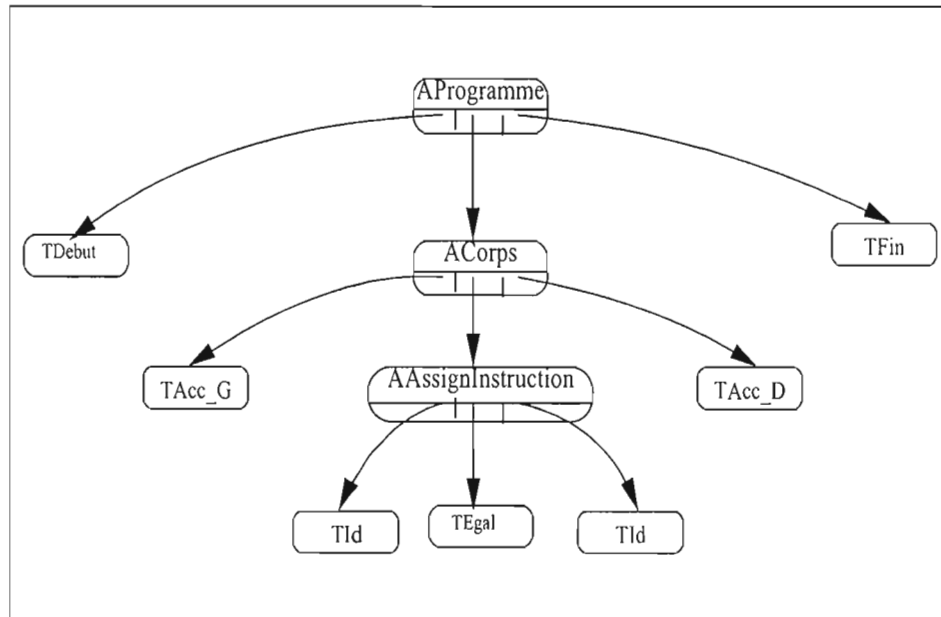 AProgramme
TDebut
TFin
ACorps
TAcc_G
AAssignInstruction
TAcc_D
TId
TEgal
TId